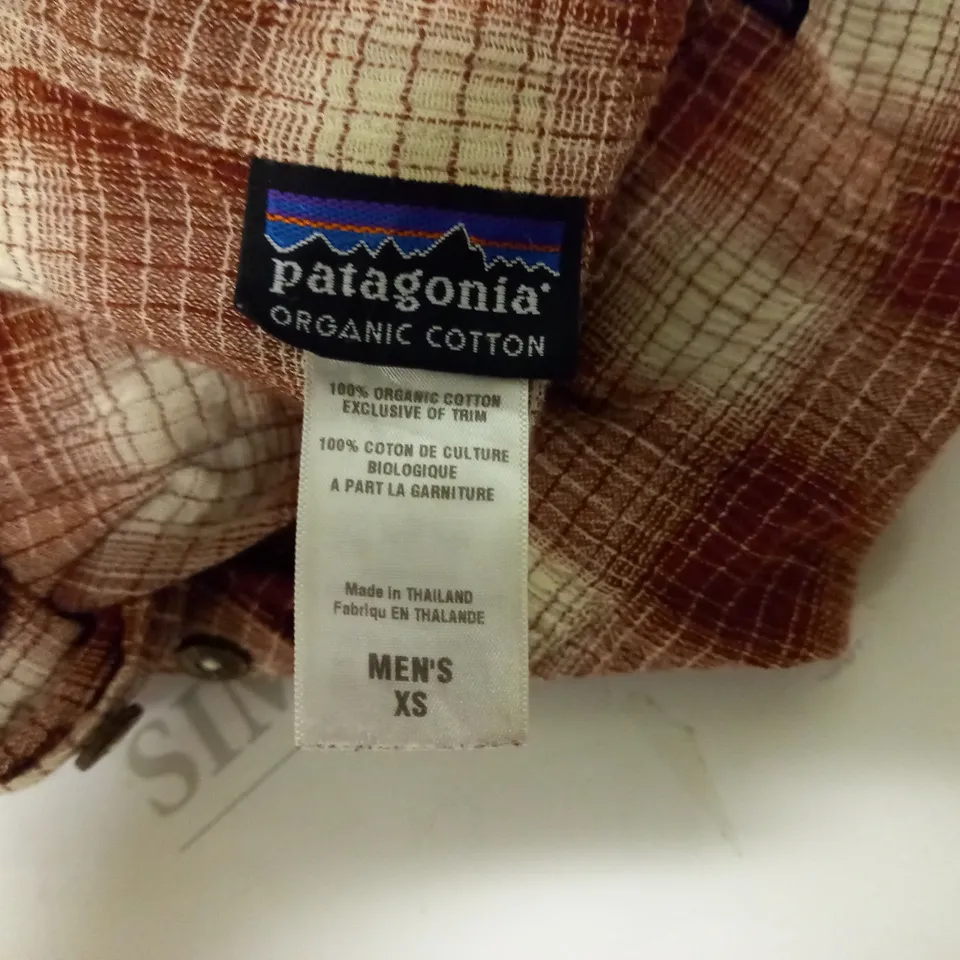 patagonia®
ORGANIC COTTON
100% ORGANIC COTTON
EXCLUSIVE OF TRIM
100% COTON DE CULTURE
BIOLOGIQUE
A PART LA GARNITURE
Made in THAILAND
Fabriqu EN THALANDE
MEN'S
XS
SIM